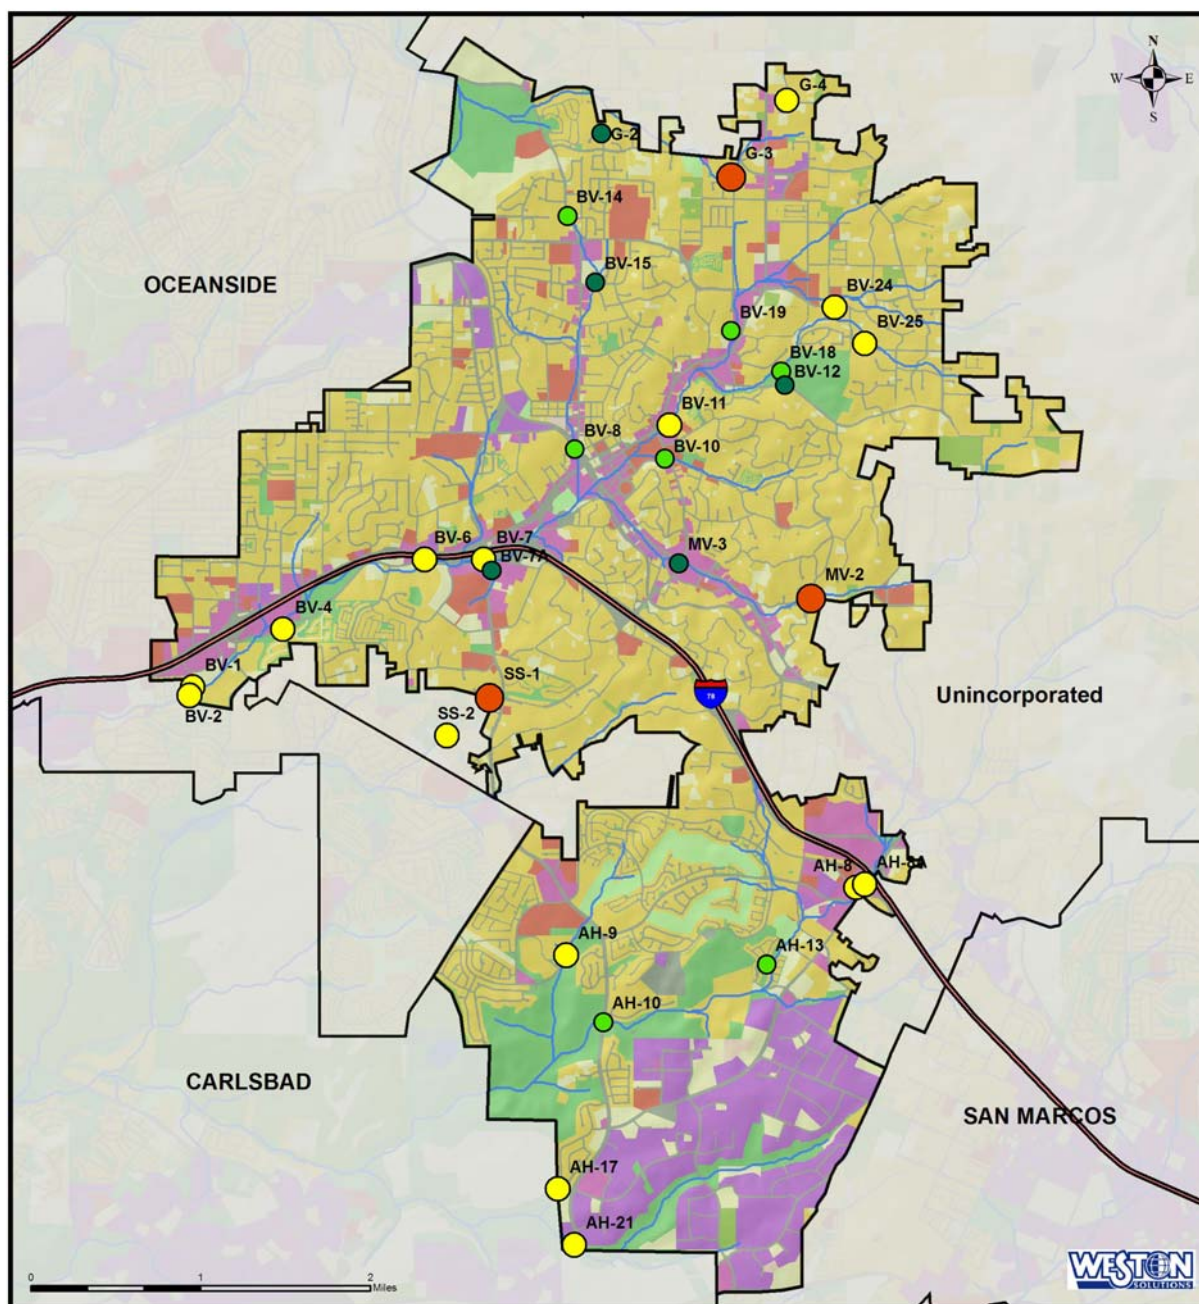 N
W E
S
G-4
G-2
G-3
BV-14
OCEANSIDE
BV-15
BV-24
BV-19
BV-25
BV-18
BV-12
BV-11
BV-8
BV-10
BV-6
BV-7
BV-7A
MV-3
MV-2
BV-4
BV-1
SS-1
78
Unincorporated
BV-2
SS-2
AH-8
AH-8A
AH-9
AH-13
AH-10
CARLSBAD
SAN MARCOS
AH-17
AH-21
WESTON
SOLUTIONS
0 1 2
Miles